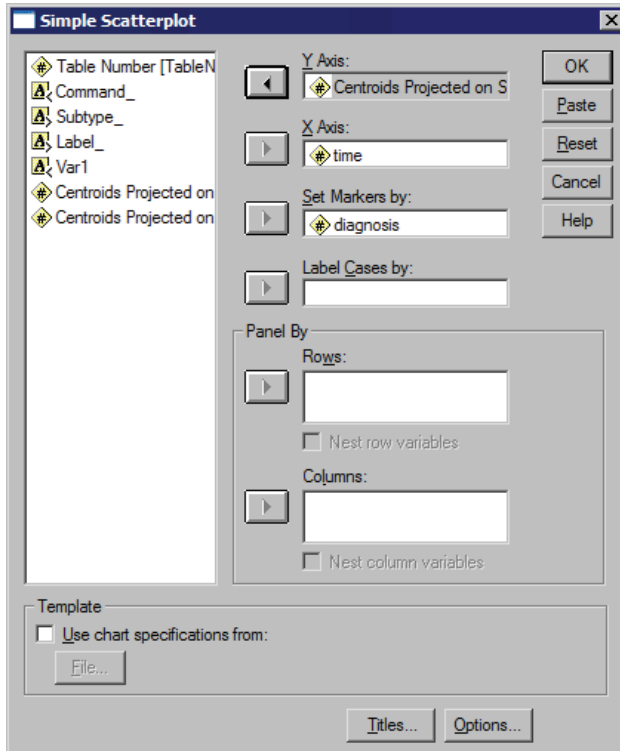 Simple Scatterplot
Table Number [TableN
Command_
Subtype_
Label_
Var1
Centroids Projected on
Centroids Projected on
Y Axis:
Centroids Projected on S
X Axis:
time
Set Markers by:
diagnosis
Label Cases by:
Panel By
Rows:
Nest row variables
Columns:
Nest column variables
OK
Paste
Reset
Cancel
Help
Template
Use chart specifications from:
File...
Titles...
Options...